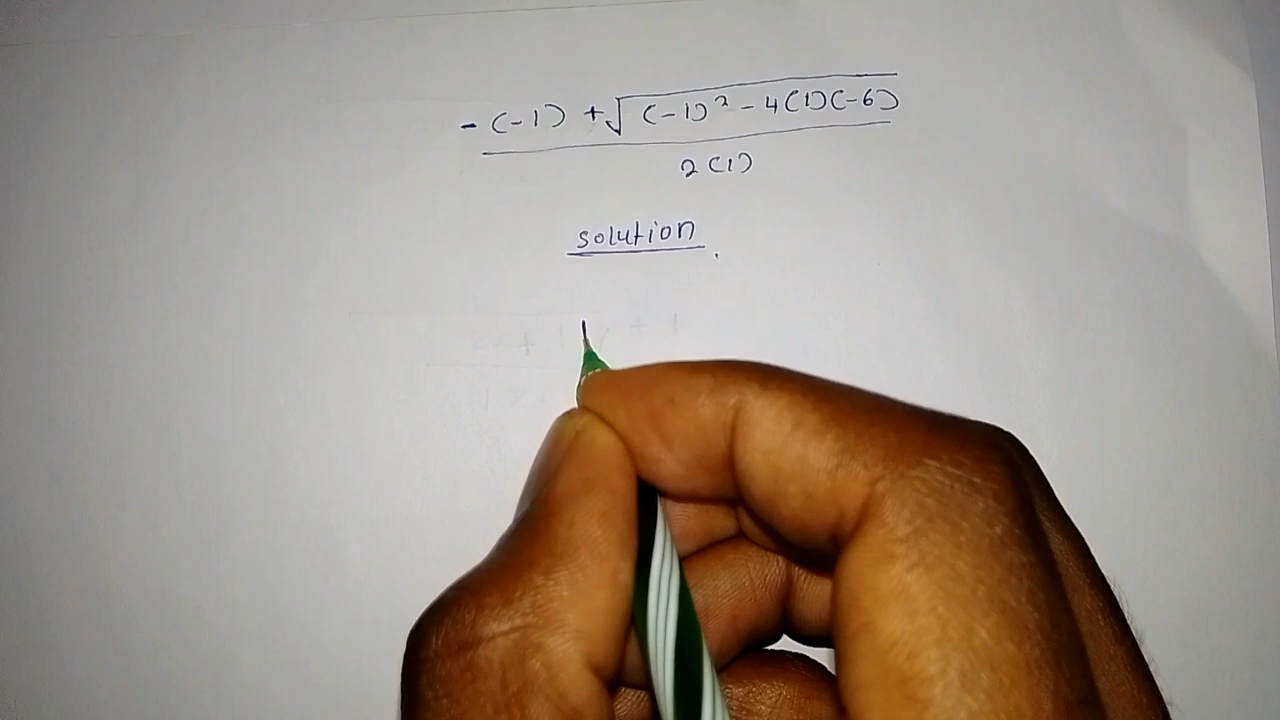 - (-1) + √(-1)² - 4(1)(-6)
2(1)
solution